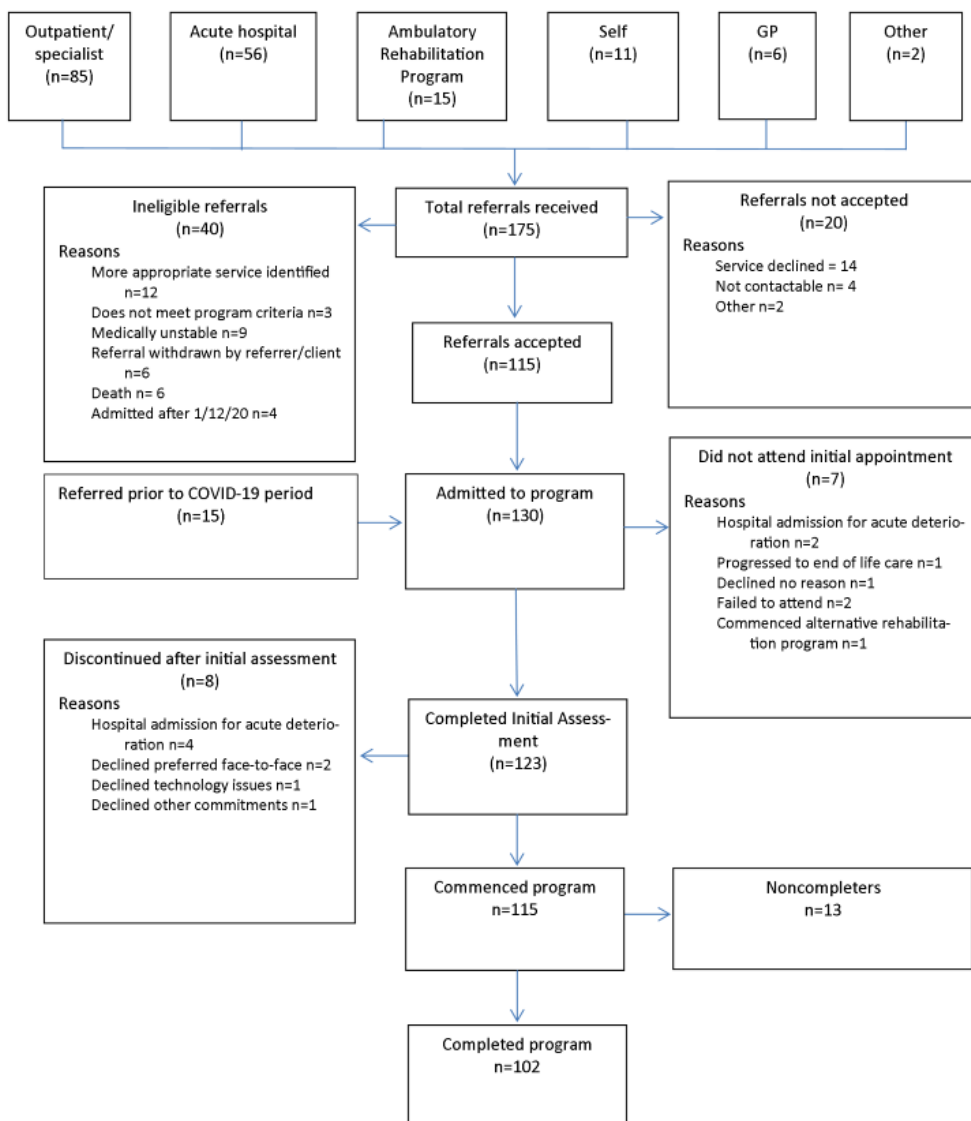 Outpatient/
specialist
(n=85)
Acute hospital
(n=56)
Ambulatory
Rehabilitation
Program
(n=15)
Self
(n=11)
GP
(n=6)
Other
(n=2)
Ineligible referrals
(n=40)
Reasons
More appropriate service identified
n=12
Does not meet program criteria n=3
Medically unstable n=9
Referral withdrawn by referrer/client
n=6
Death n= 6
Admitted after 1/12/20 n=4
Total referrals received
(n=175)
Referrals not accepted
(n=20)
Reasons
Service declined = 14
Not contactable n= 4
Other n=2
Referrals accepted
(n=115)
Referred prior to COVID-19 period
(n=15)
Admitted to program
(n=130)
Did not attend initial appointment
(n=7)
Reasons
Hospital admission for acute deterio-
ration n=2
Progressed to end of life care n=1
Declined no reason n=1
Failed to attend n=2
Commenced alternative rehabilita-
tion program n=1
Discontinued after initial assessment
(n=8)
Reasons
Hospital admission for acute deterio-
ration n=4
Declined preferred face-to-face n=2
Declined technology issues n=1
Declined other commitments n=1
Completed Initial Assess-
ment
(n=123)
Commenced program
n=115
Noncompleters
n=13
Completed program
n=102